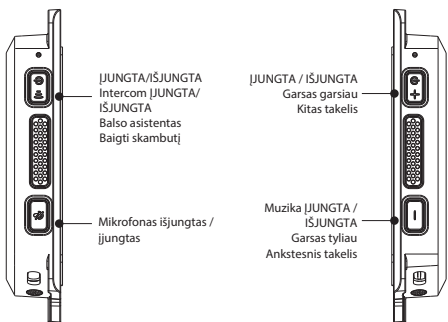 ĮJUNGTA/IŠJUNGTA
Intercom ĮJUNGTA/
IŠJUNGTA
Balso asistentas
Baigti skambutį
Mikrofonas išjungtas /
įjungtas
ĮJUNGTA / IŠJUNGTA
Garsas garsiau
Kitas takelis
Muzika ĮJUNGTA /
IŠJUNGTA
Garsas tyliau
Ankstesnis takelis